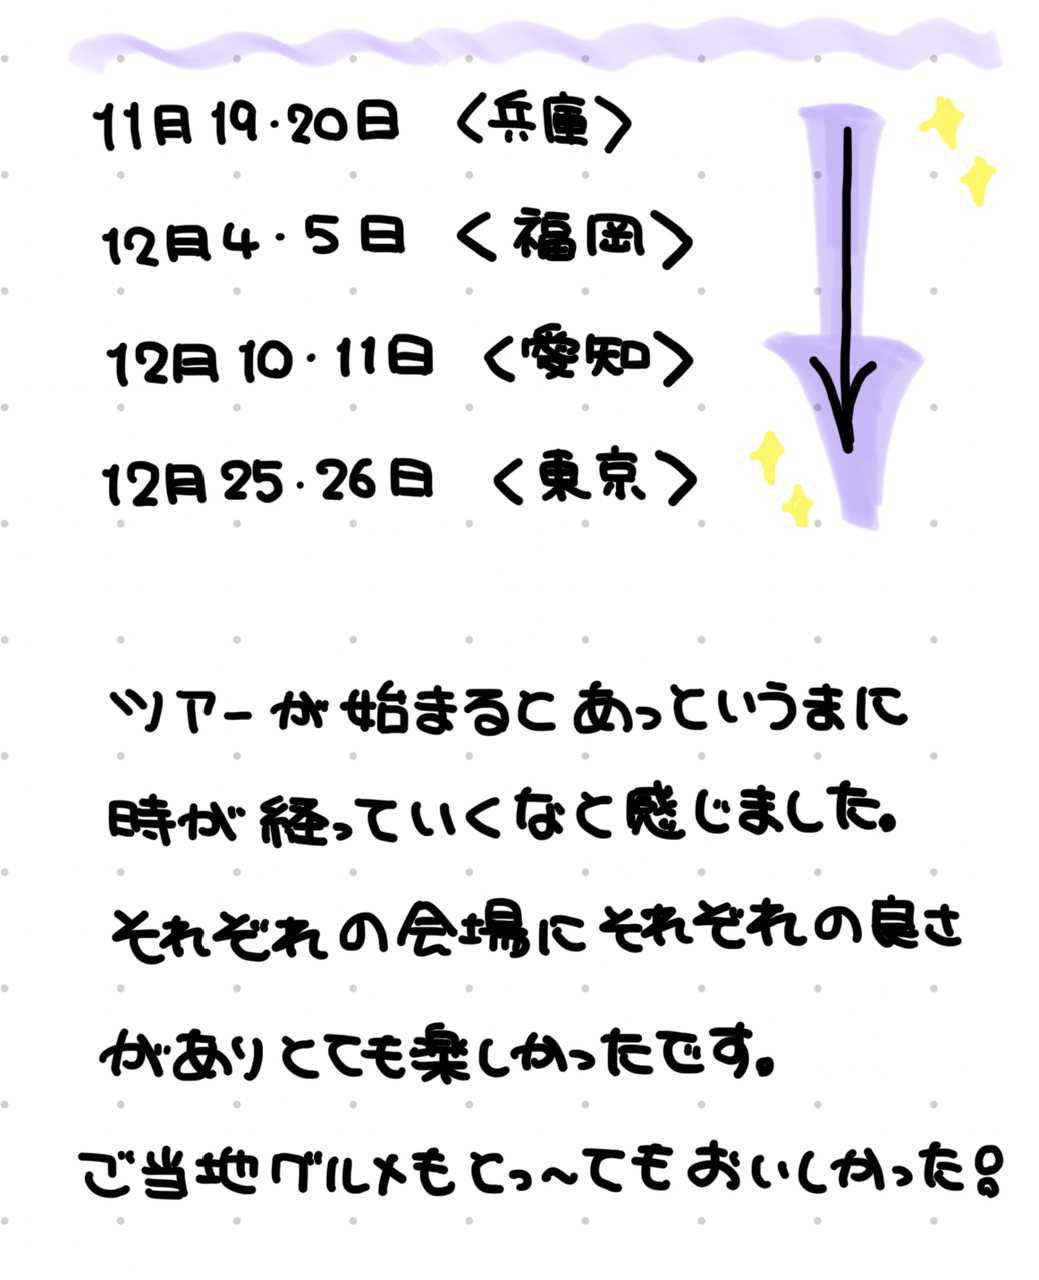 11月19・20日 〈兵庫〉
12月4・5日 〈福岡〉
12月10・11日 〈愛知〉
12月25・26日 〈東京〉
ツアーが始まるとあっというまに
時が経っていくなと感じました。
それぞれの会場にそれぞれの良さ
がありとても楽しかったです。
ご当地グルメもとっ〜てもおいしかった!